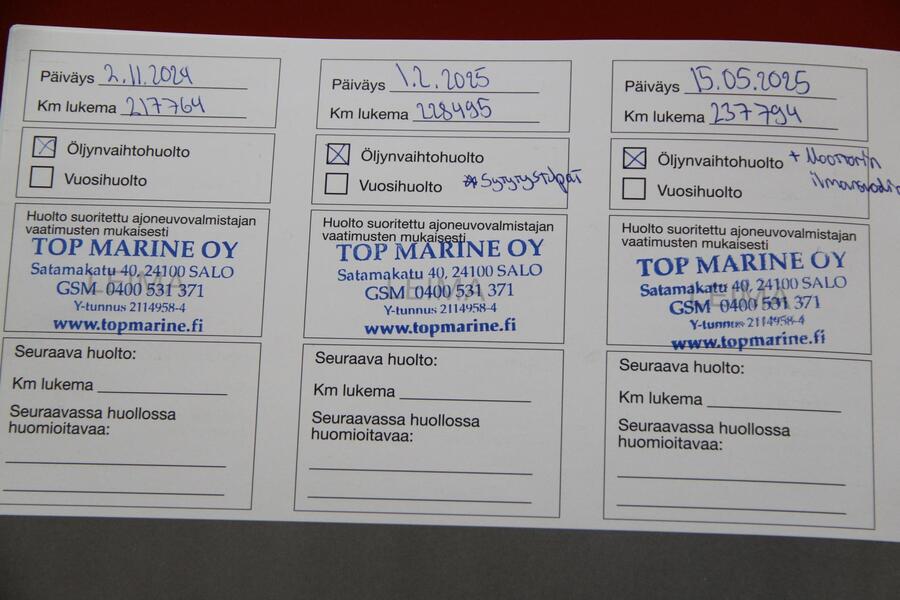 Päiväys 2.11.2024
Km lukema 217764
Öljynvaihtohuolto
Vuosihuolto
Huolto suoritettu ajoneuvovalmistajan
vaatimusten mukaisesti
LEIMA
TOP MARINE OY
Satamakatu 40, 24100 SALO
GSM 0400 531 371
Y-tunnus 2114958-4
www.topmarine.fi
Seuraava huolto:
Km lukema
Seuraavassa huollossa
huomioitavaa:
Päiväys 1.2.2025
Km lukema 228495
Öljynvaihtohuolto
Vuosihuolto * Sytytystulpat
Huolto suoritettu ajoneuvovalmistajan
vaatimusten mukaisesti
LEIMA
TOP MARINE OY
Satamakatu 40, 24100 SALO
GSM 0400 531 371
Y-tunnus 2114958-4
www.topmarine.fi
Seuraava huolto:
Km lukema
Seuraavassa huollossa
huomioitavaa:
Päiväys 15.05.2025
Km lukema 237794
Öljynvaihtohuolto + Moottorin
Vuosihuolto
Huolto suoritettu ajoneuvovalmistajan
vaatimusten mukaisesti
LEIMA
TOP MARINE OY
Satamakatu 40, 24100 SALO
GSM 0400 531 371
Y-tunnus 2114958-4
www.topmarine.fi
Seuraava huolto:
Km lukema
Seuraavassa huollossa
huomioitavaa: